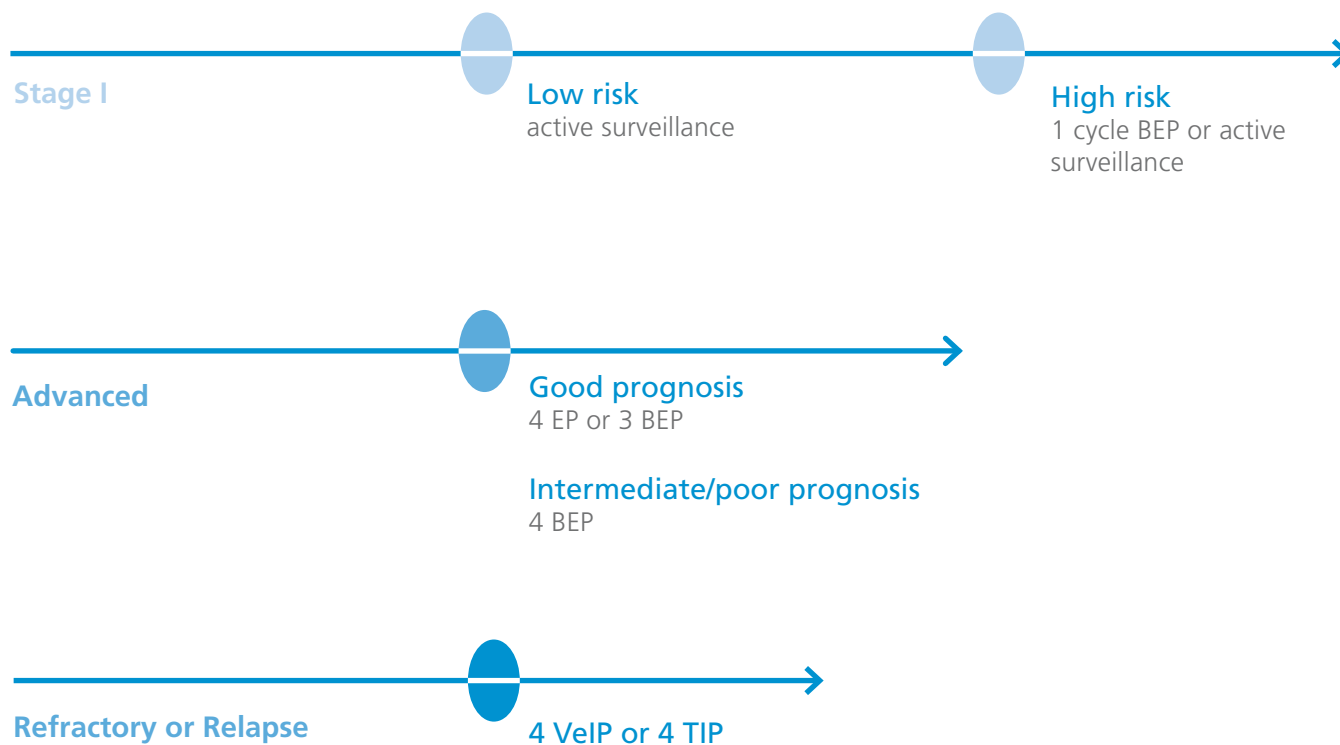 Stage I
Low risk
active surveillance
High risk
1 cycle BEP or active
surveillance
Advanced
Good prognosis
4 EP or 3 BEP
Intermediate/poor prognosis
4 BEP
Refractory or Relapse
4 VeIP or 4 TIP